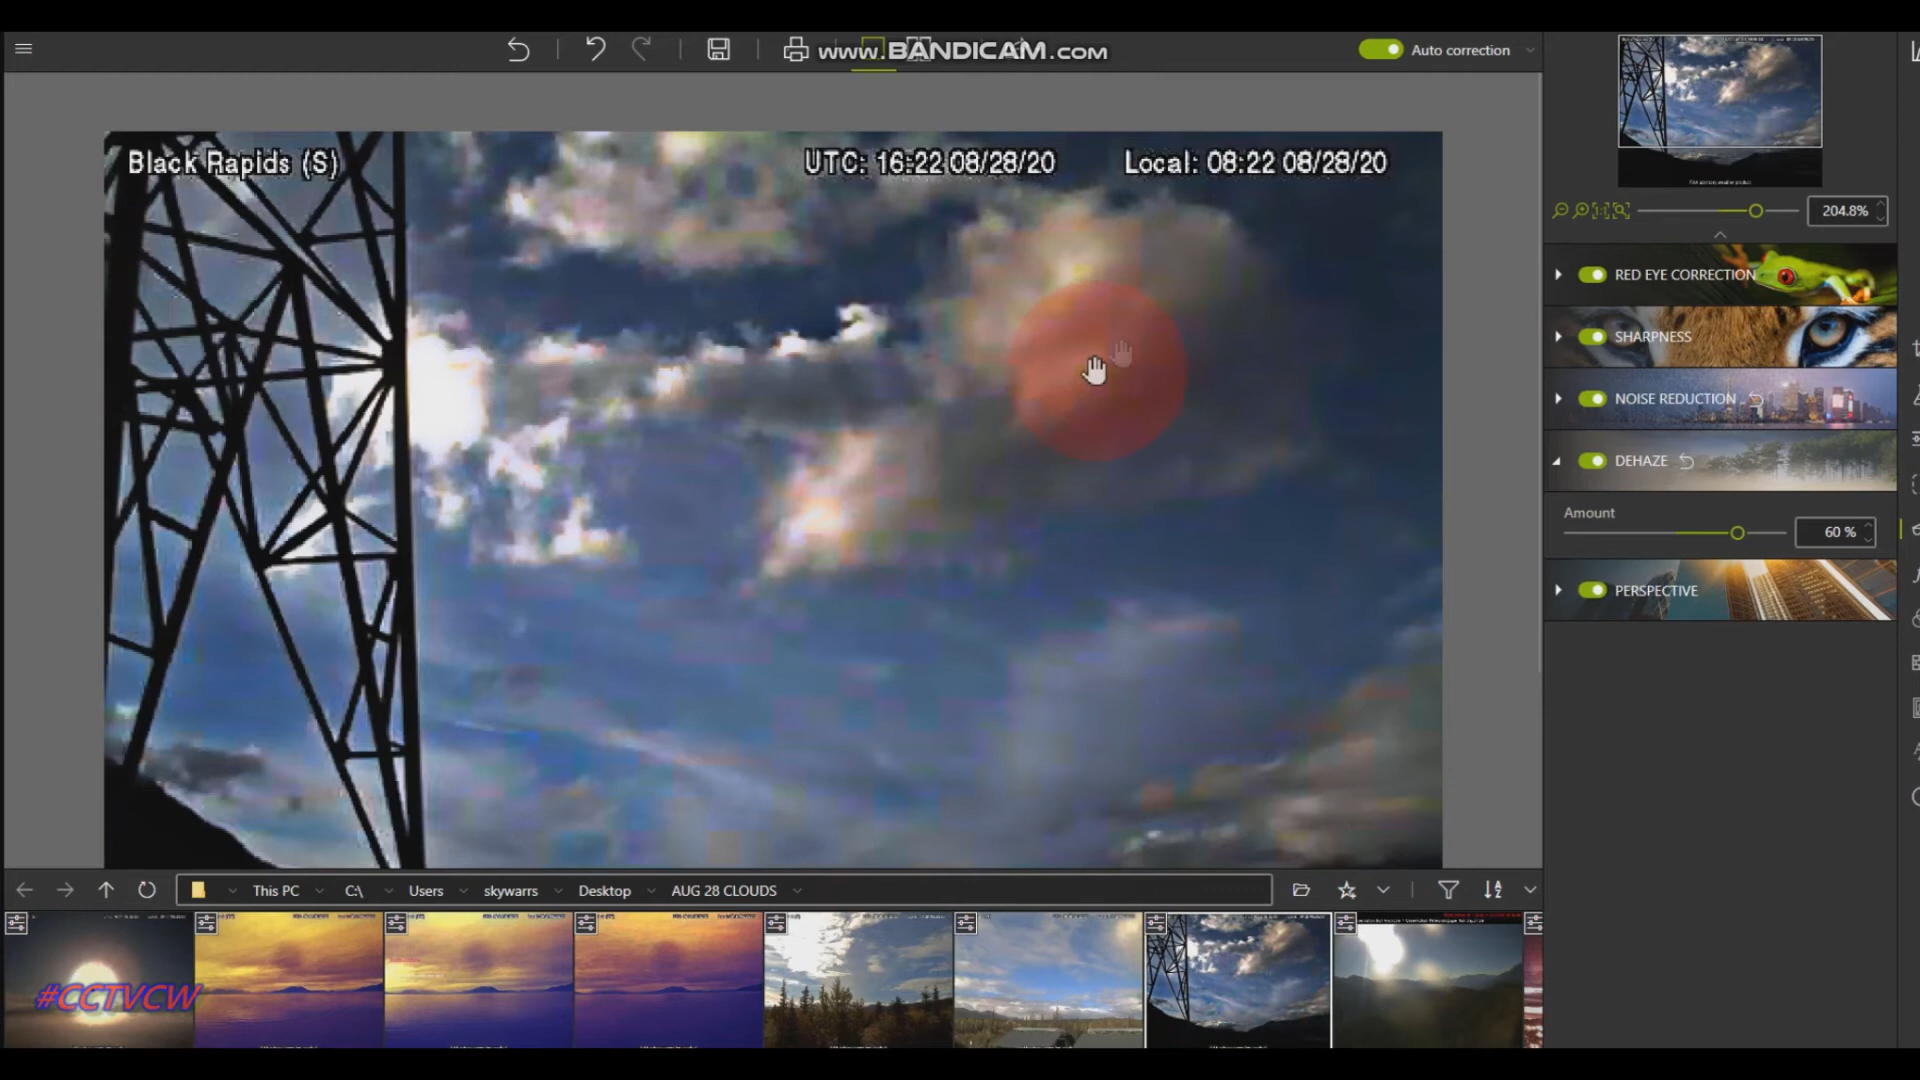 www.BANDICAM.com
Auto correction
Black Rapids (S)
UTC: 16:22 08/28/20
Local: 08:22 08/28/20
204.8%
RED EYE CORRECTION
SHARPNESS
NOISE REDUCTION
DEHAZE
Amount
60 %
PERSPECTIVE
This PC
C:\
Users
skywarrs
Desktop
AUG 28 CLOUDS
#CCTVCW